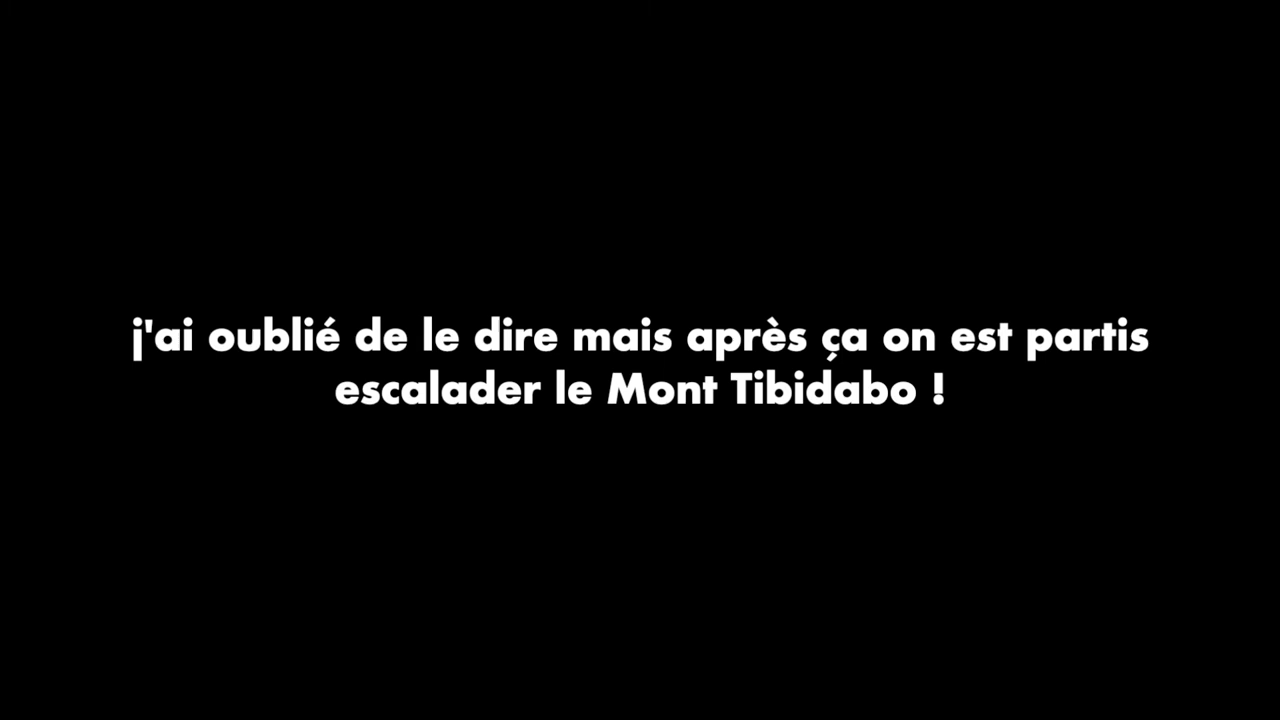 j'ai oublié de le dire mais après ça on est partis
escalader le Mont Tibidabo !